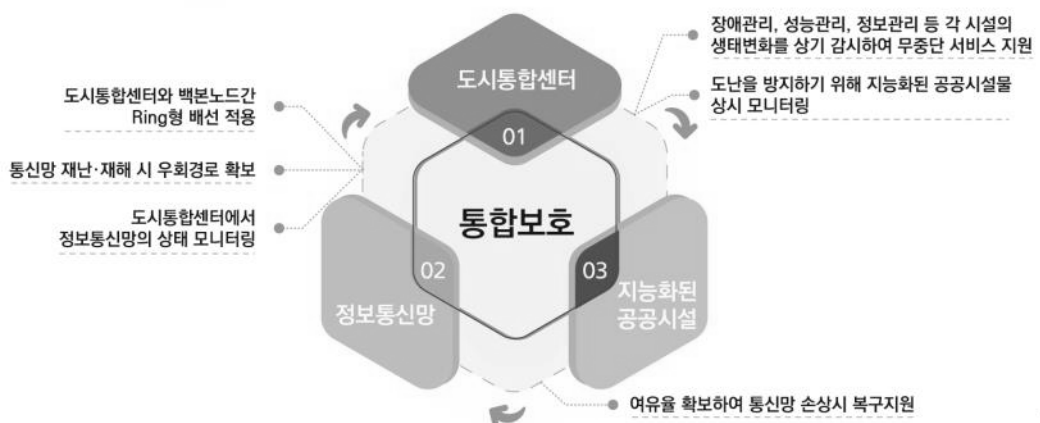 장애관리, 성능관리, 정보관리 등 각 시설의
생태변화를 상기 감시하여 무중단 서비스 지원
도난을 방지하기 위해 지능화된 공공시설물
상시 모니터링
도시통합센터와 백본노드간
Ring형 배선 적용
통신망 재난·재해 시 우회경로 확보
도시통합센터에서
정보통신망의 상태 모니터링
도시통합센터
01
통합보호
02
정보통신망
03
지능화된
공공시설
여유율 확보하여 통신망 손상시 복구지원